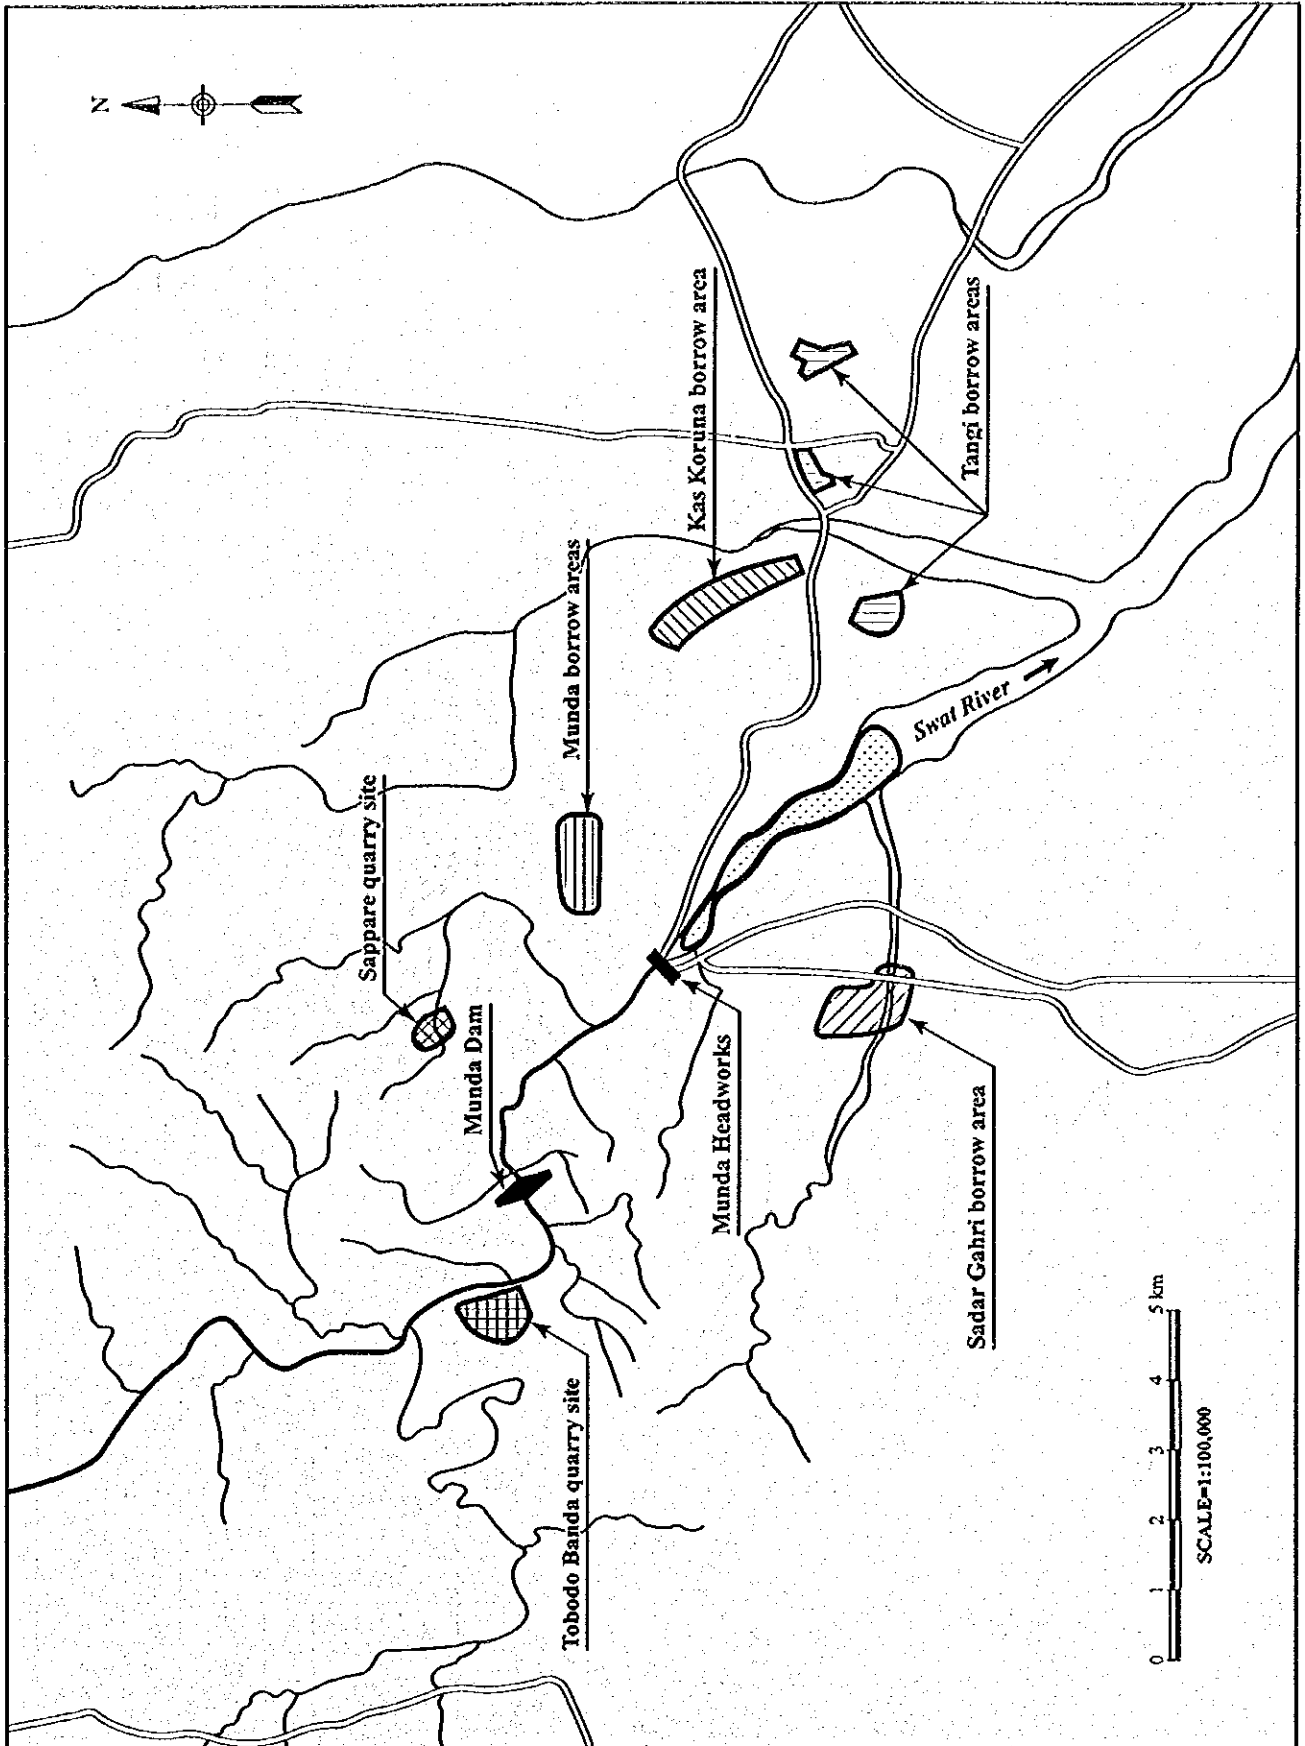 N
Kas Koruna borrow area
Tangi borrow areas
Munda borrow areas
Sappare quarry site
Swat River
Munda Dam
Munda Headworks
Sadar Gahri borrow area
Tobodo Banda quarry site
0 1 2 3 4 5 km
SCALE=1:100,000